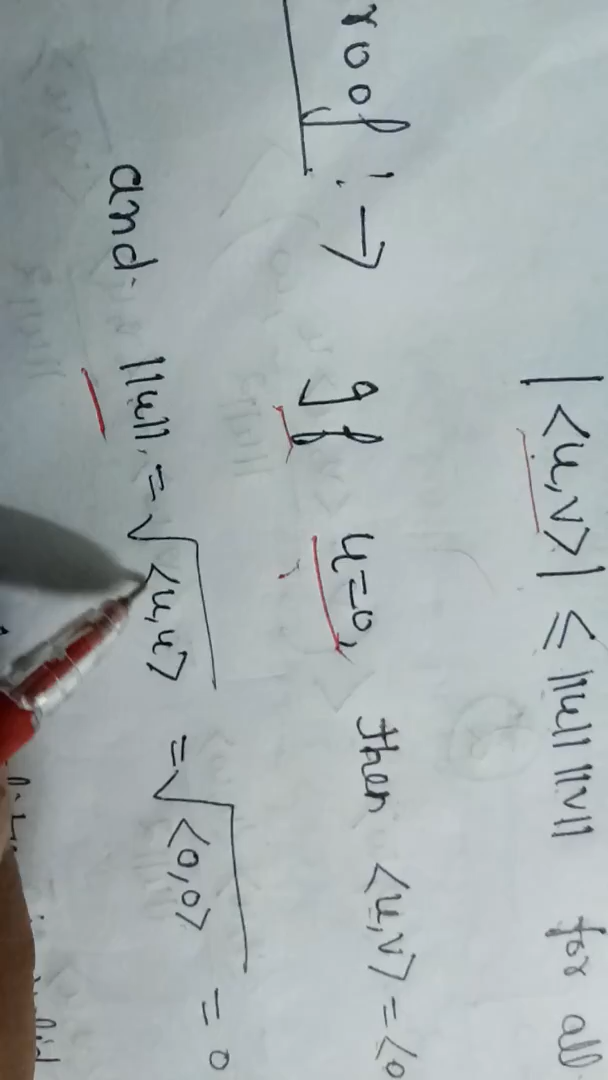 |<u,v>| ≤ ||u|| ||v|| for all
roof :→ If u=0, then <u,v> = <0
and ||u|| = √<u,u> = √<0,0> = 0